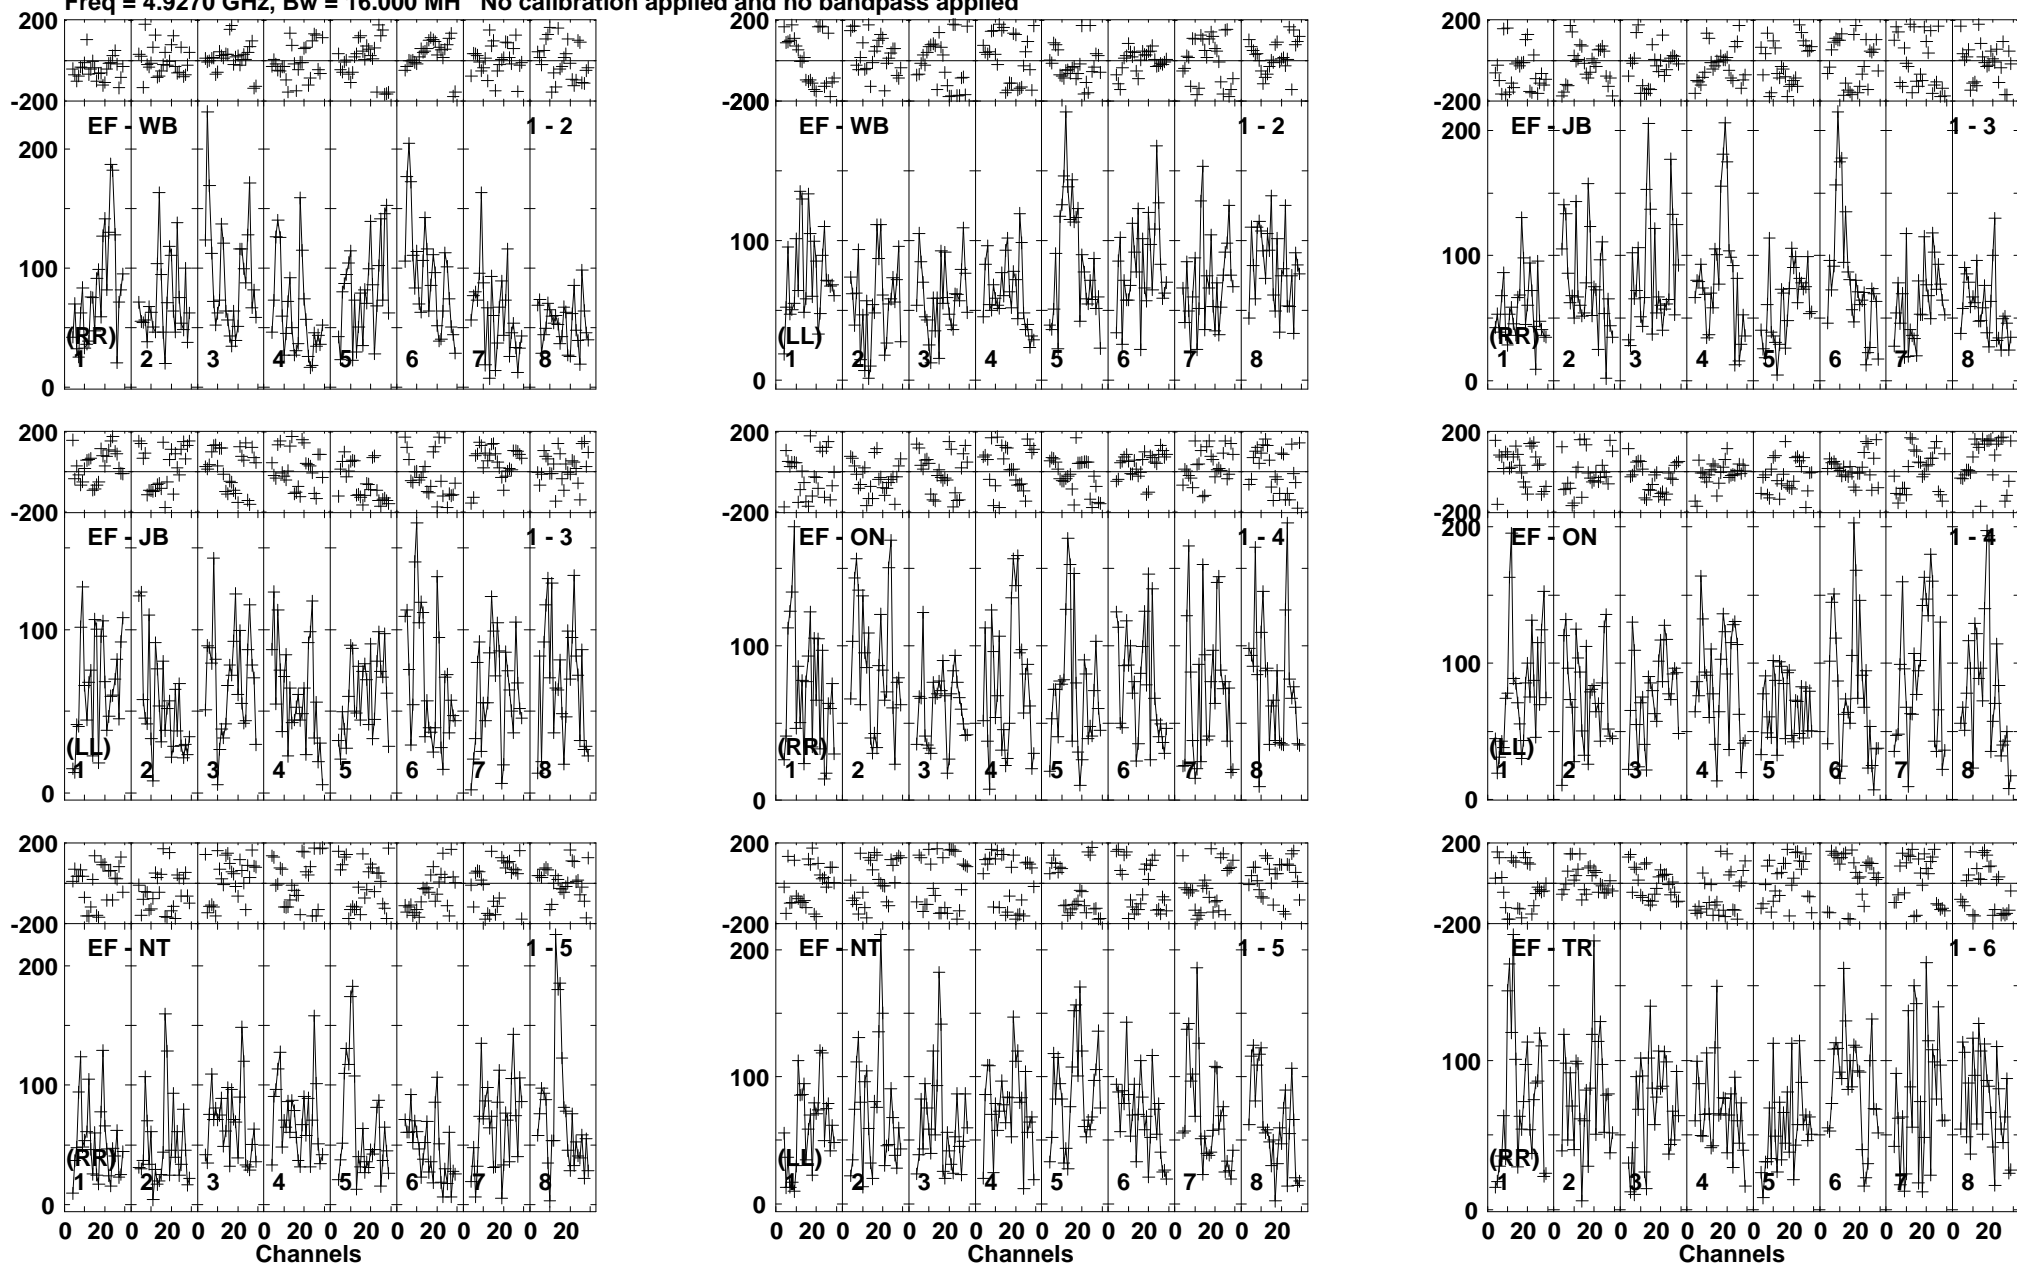 Freq = 4.9270 GHz, Bw = 16.000 MH No calibration applied and no bandpass applied
200 200 200
-200 -200 -200
EF - WB 1 - 2 EF - WB 1 - 2 EF - JB 1 - 3
200 200
100 100 100
(RR) (LL) (RR)
1 2 3 4 5 6 7 8 1 2 3 4 5 6 7 8 1 2 3 4 5 6 7 8
0 0 0
200 200 200
-200 -200 -200
EF - JB 1 - 3 EF - ON 1 - 4 EF - ON 1 - 4
200
100 100 100
(LL) (RR) (LL)
1 2 3 4 5 6 7 8 1 2 3 4 5 6 7 8 1 2 3 4 5 6 7 8
0 0 0
200 200 200
-200 -200 -200
EF - NT 1 - 5 EF - NT 1 - 5 EF - TR 1 - 6
200 200
100 100 100
(RR) (LL) (RR)
1 2 3 4 5 6 7 8 1 2 3 4 5 6 7 8 1 2 3 4 5 6 7 8
0 0 0
0 20 0 20 0 20 0 20 0 20 0 20 0 20 0 20 0 20 0 20 0 20 0 20 0 20 0 20 0 20 0 20 0 20 0 20 0 20 0 20 0 20 0 20 0 20 0 20
Channels Channels Channels